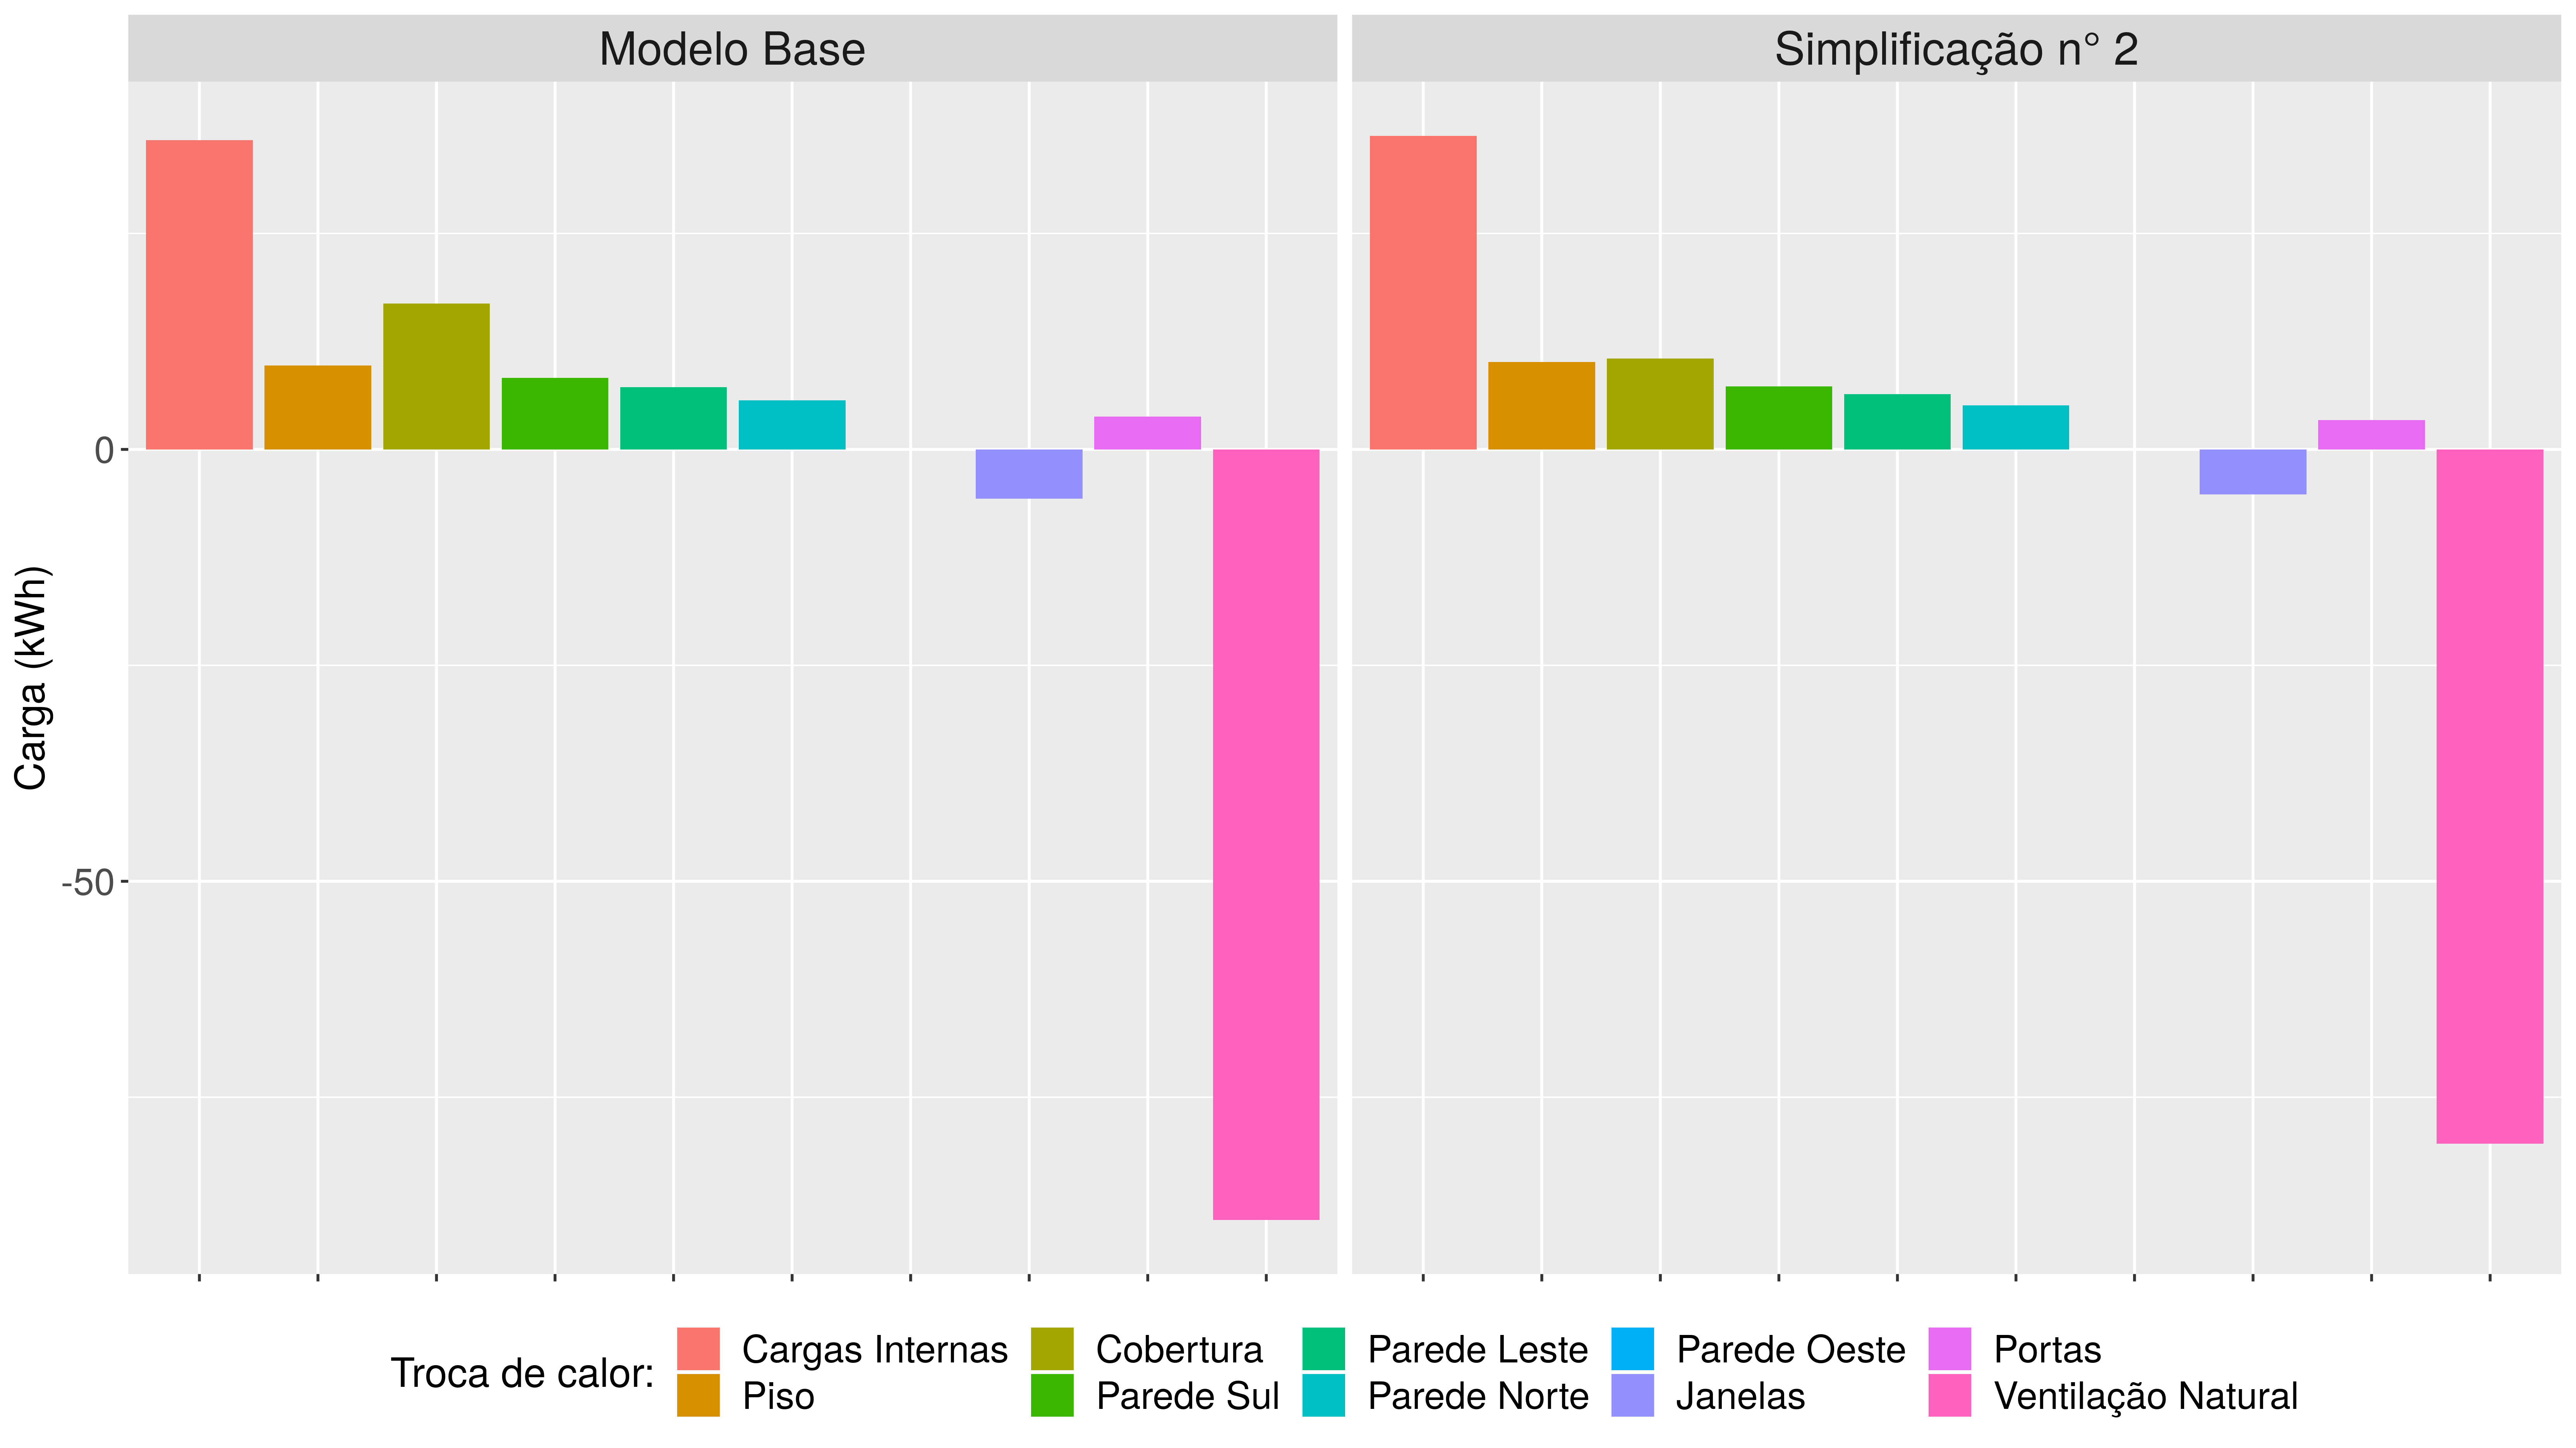 Modelo Base
Simplificação n° 2
Carga (kWh)
0
-50
Troca de calor:
Cargas Internas
Cobertura
Parede Leste
Parede Oeste
Portas
Piso
Parede Sul
Parede Norte
Janelas
Ventilação Natural